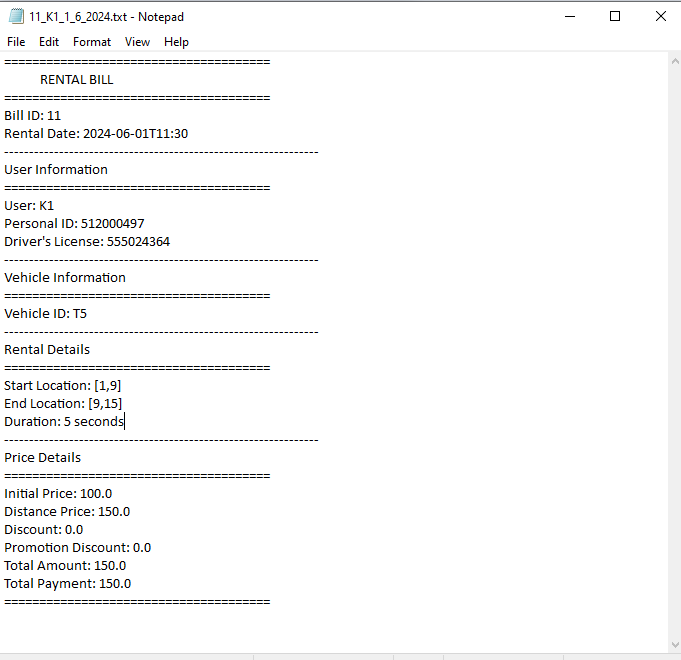 11_K1_1_6_2024.txt - Notepad
File Edit Format View Help
======================================
RENTAL BILL
======================================
Bill ID: 11
Rental Date: 2024-06-01T11:30
---------------------------------------------------------------
User Information
======================================
User: K1
Personal ID: 512000497
Driver's License: 555024364
---------------------------------------------------------------
Vehicle Information
======================================
Vehicle ID: T5
---------------------------------------------------------------
Rental Details
======================================
Start Location: [1,9]
End Location: [9,15]
Duration: 5 seconds
---------------------------------------------------------------
Price Details
======================================
Initial Price: 100.0
Distance Price: 150.0
Discount: 0.0
Promotion Discount: 0.0
Total Amount: 150.0
Total Payment: 150.0
======================================